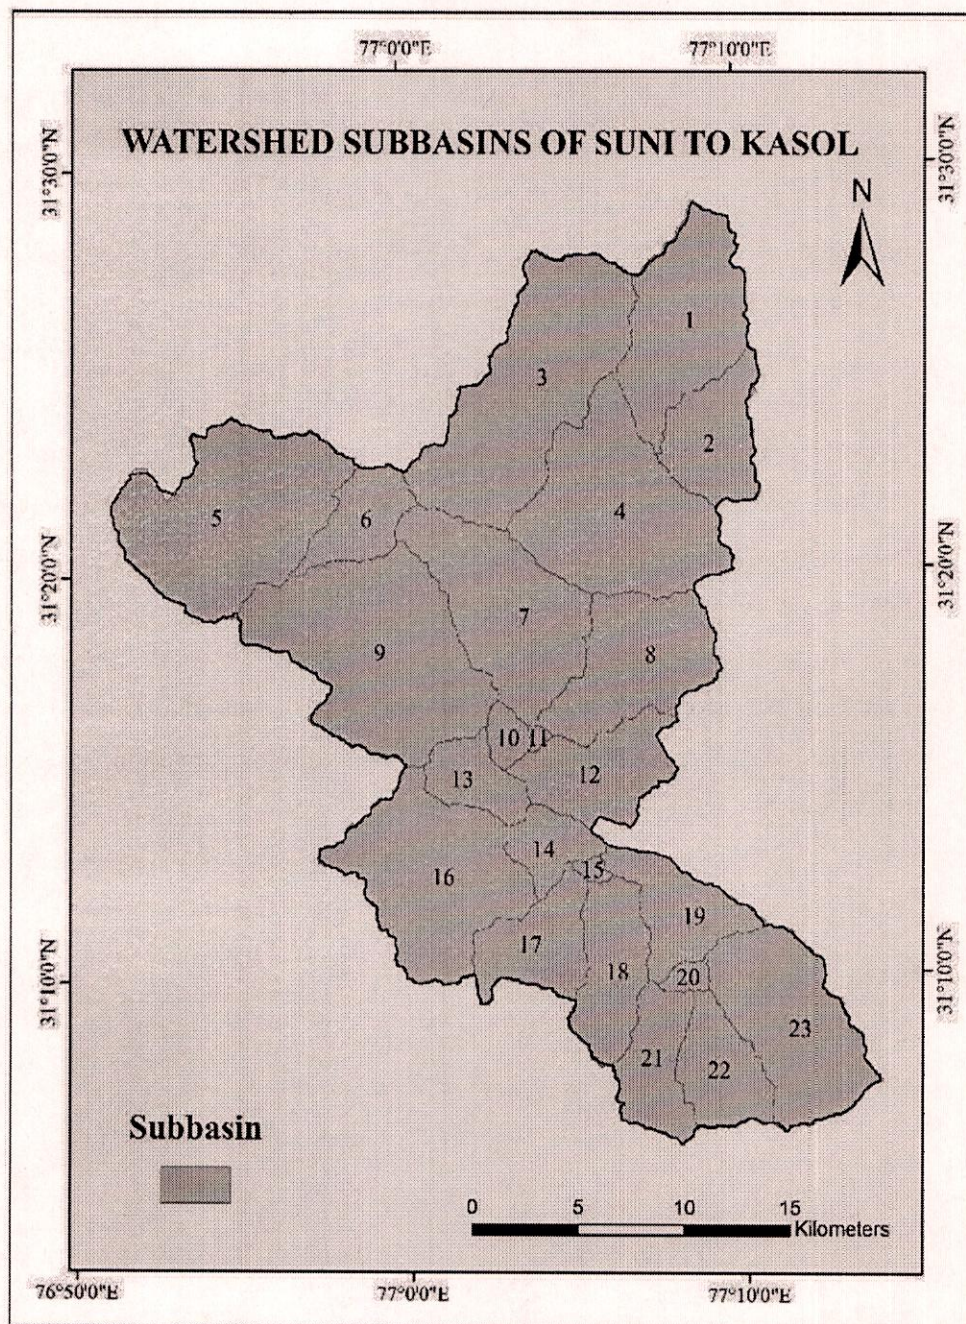 77°0'0"E 77°10'0"E
WATERSHED SUBBASINS OF SUNI TO KASOL
31°30'0"N 31°30'0"N
N
1
3
2
4
5
6
31°20'0"N 31°20'0"N
7
8
9
10 11
12
13
14
15
16
19
17
18
20
31°10'0"N 31°10'0"N
23
21
22
Subbasin
0 5 10 15
Kilometers
76°50'0"E 77°0'0"E 77°10'0"E